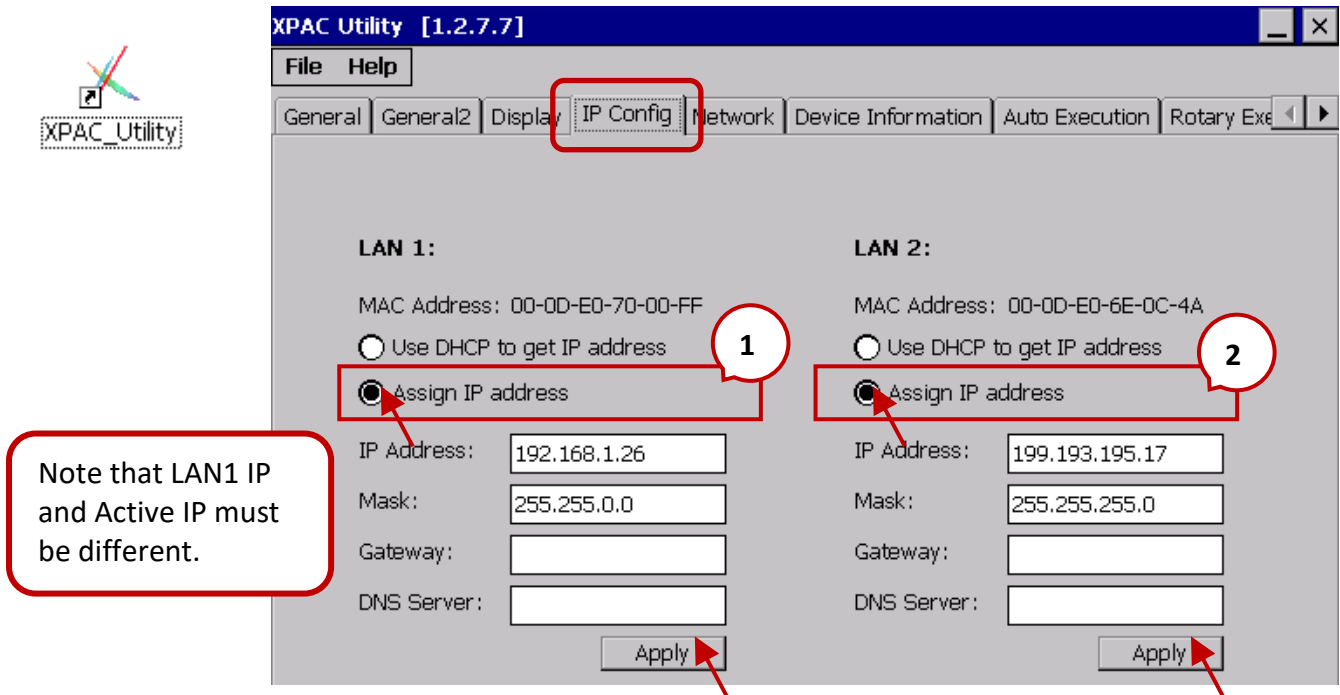 XPAC_Utility
XPAC Utility [1.2.7.7]
File Help
General General2 Display IP Config Network Device Information Auto Execution Rotary Exe
LAN 1:
MAC Address: 00-0D-E0-70-00-FF
Use DHCP to get IP address
1
Assign IP address
IP Address: 192.168.1.26
Mask: 255.255.0.0
Gateway:
DNS Server:
Apply
LAN 2:
MAC Address: 00-0D-E0-6E-0C-4A
Use DHCP to get IP address
2
Assign IP address
IP Address: 199.193.195.17
Mask: 255.255.255.0
Gateway:
DNS Server:
Apply
Note that LAN1 IP
and Active IP must
be different.